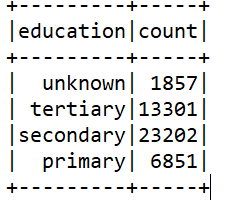 +---------+-----+
|education|count|
+---------+-----+
|  unknown| 1857|
| tertiary|13301|
|secondary|23202|
|  primary| 6851|
+---------+-----+